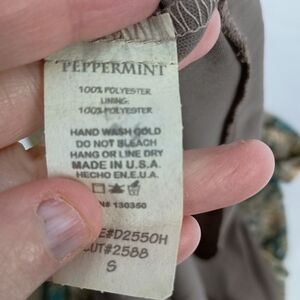 PEPPERMINT
100% POLYESTER
LINING:
100% POLYESTER
HAND WASH COLD
DO NOT BLEACH
HANG OR LINE DRY
MADE IN U.S.A.
HECHO EN E.U.A.
N# 130350
E#D2550H
CUT#2588
S